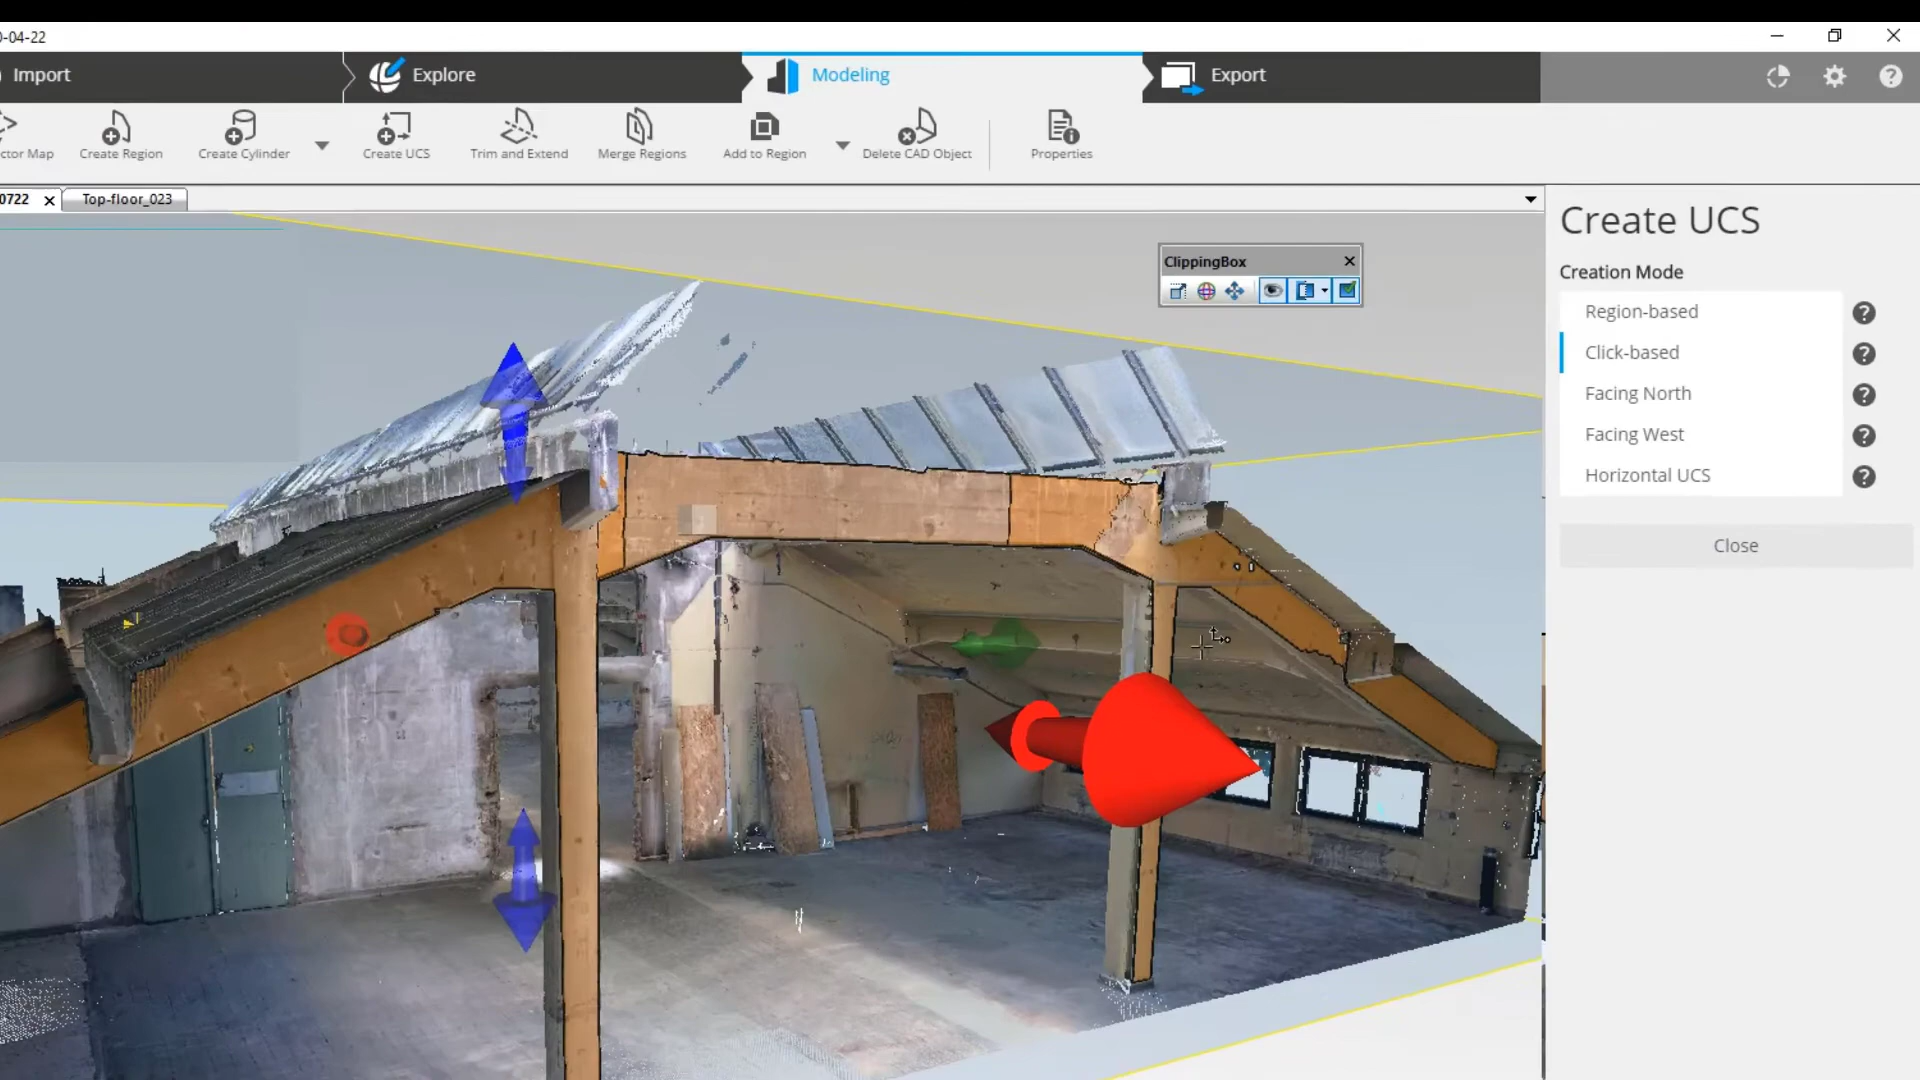 0-04-22
Import
Explore
Modeling
Export
ctor Map
Create Region
Create Cylinder
Create UCS
Trim and Extend
Merge Regions
Add to Region
Delete CAD Object
Properties
0722
Top-floor_023
ClippingBox
Create UCS
Creation Mode
Region-based
Click-based
Facing North
Facing West
Horizontal UCS
Close